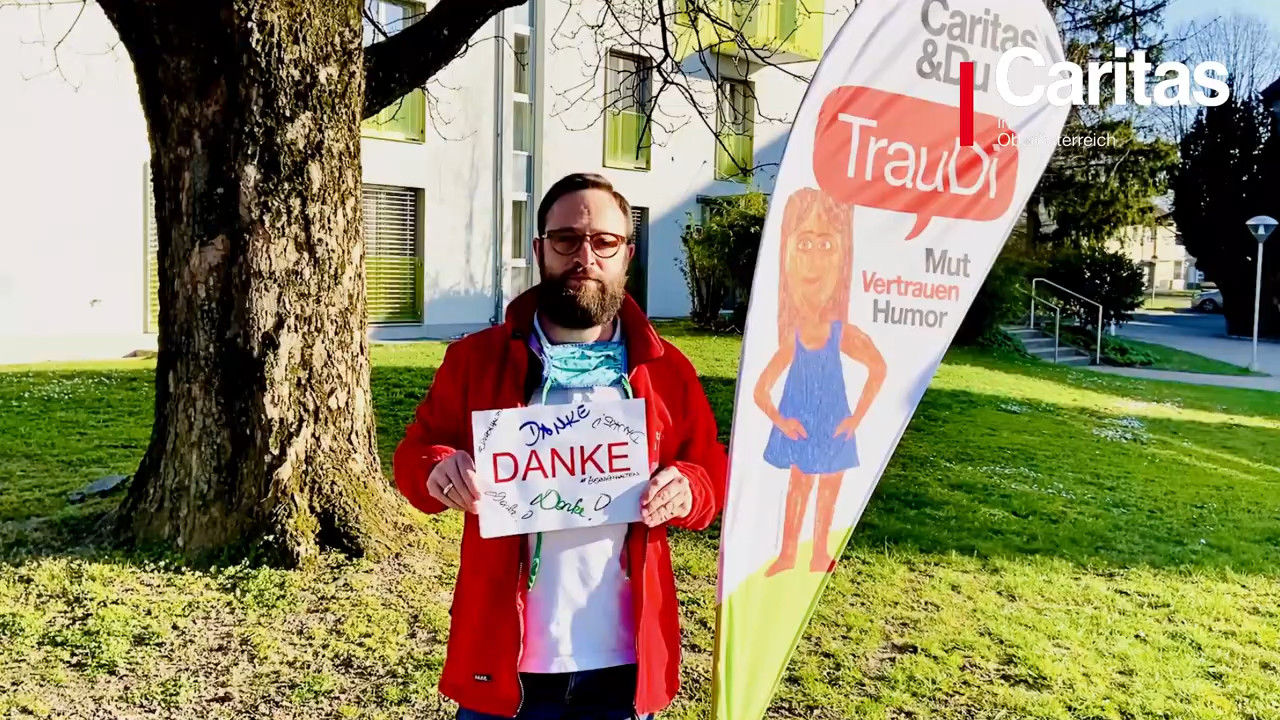 Caritas
&Du
Caritas
Oberösterreich
TrauDi
Mut
Vertrauen
Humor
DANKE
DANKE
Danke